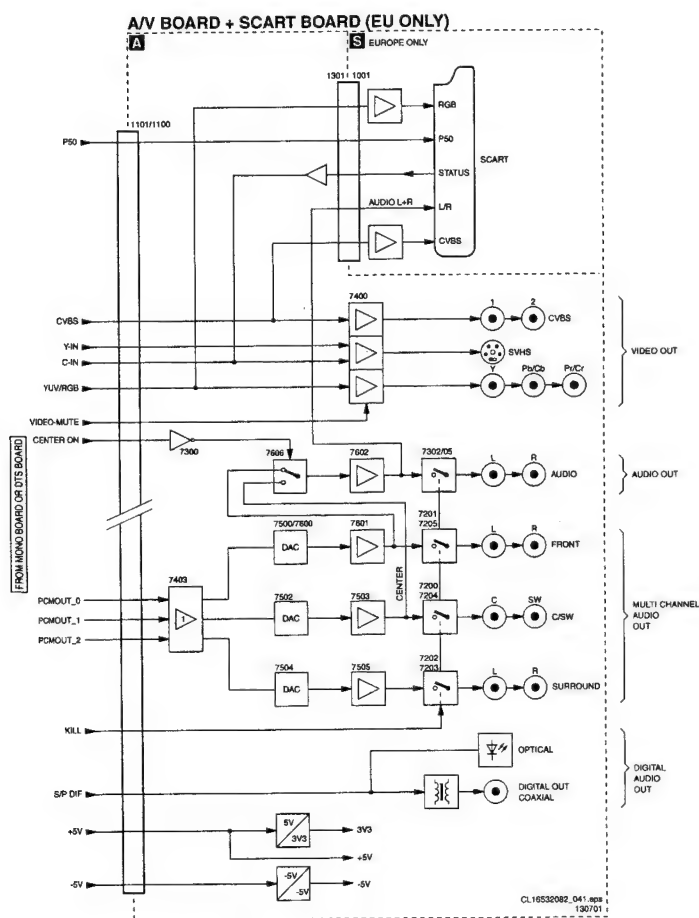 A/V BOARD + SCART BOARD (EU ONLY)
A
S EUROPE ONLY
1301 1001
RGB
1101/1100
P50
P50
SCART
STATUS
AUDIO L+R
L/R
CVBS
7400
1 2
CVBS
CVBS
Y-IN
SVHS
C-IN
VIDEO OUT
Y Pb/Cb Pr/Cr
YUV/RGB
VIDEO-MUTE
CENTER ON
7300
7606 7602 7302/05
L R
AUDIO
AUDIO OUT
FROM MONO BOARD OR DTS BOARD
7201
7500/7600 7601 7205
L R
DAC
FRONT
7403
CENTER
7200
7502 7503 7204
C SW
PCMOUT_0
1
DAC
C/SW
PCMOUT_1
PCMOUT_2
MULTI CHANNEL
AUDIO
OUT
7202
7504 7505 7203
L R
DAC
SURROUND
KILL
OPTICAL
S/P DIF
DIGITAL OUT
COAXIAL
DIGITAL
AUDIO
OUT
+5V
5V
3V3
3V3
+5V
-5V
-5V
-5V
-5V
CL16532082_041.eps
130701